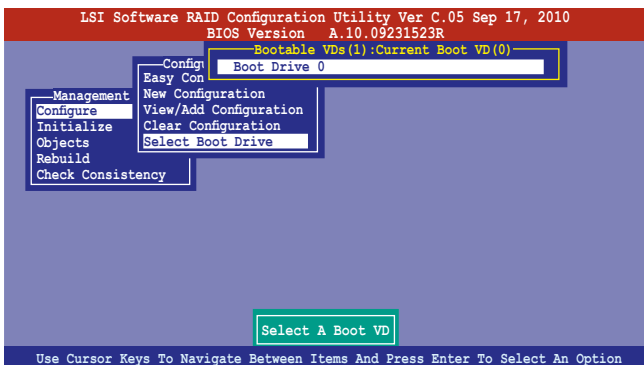 LSI Software RAID Configuration Utility Ver C.05 Sep 17, 2010
BIOS Version A.10.09231523R
Bootable VDs(1):Current Boot VD(0)
Boot Drive 0
Easy Con
New Configuration
View/Add Configuration
Clear Configuration
Select Boot Drive
Management
Configure
Initialize
Objects
Rebuild
Check Consistency
Select A Boot VD
Use Cursor Keys To Navigate Between Items And Press Enter To Select An Option